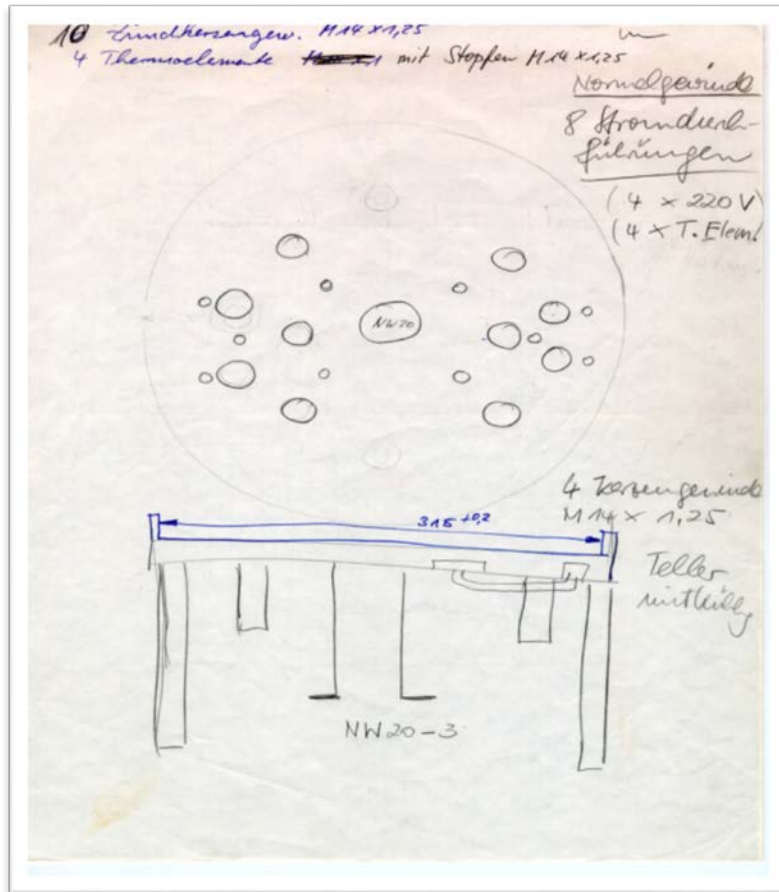 10 Zündkerzengew. M14 x 1,25
4 Thermoelemente mit Stopfen M14 x 1,25
Normalgewinde
8 Stromdurch-
führungen
(4 x 220 V)
(4 x T. Elem.
NW20
4 Kerzengewinde
M14 x 1,25
315 +0,2
Teller
NW20-3